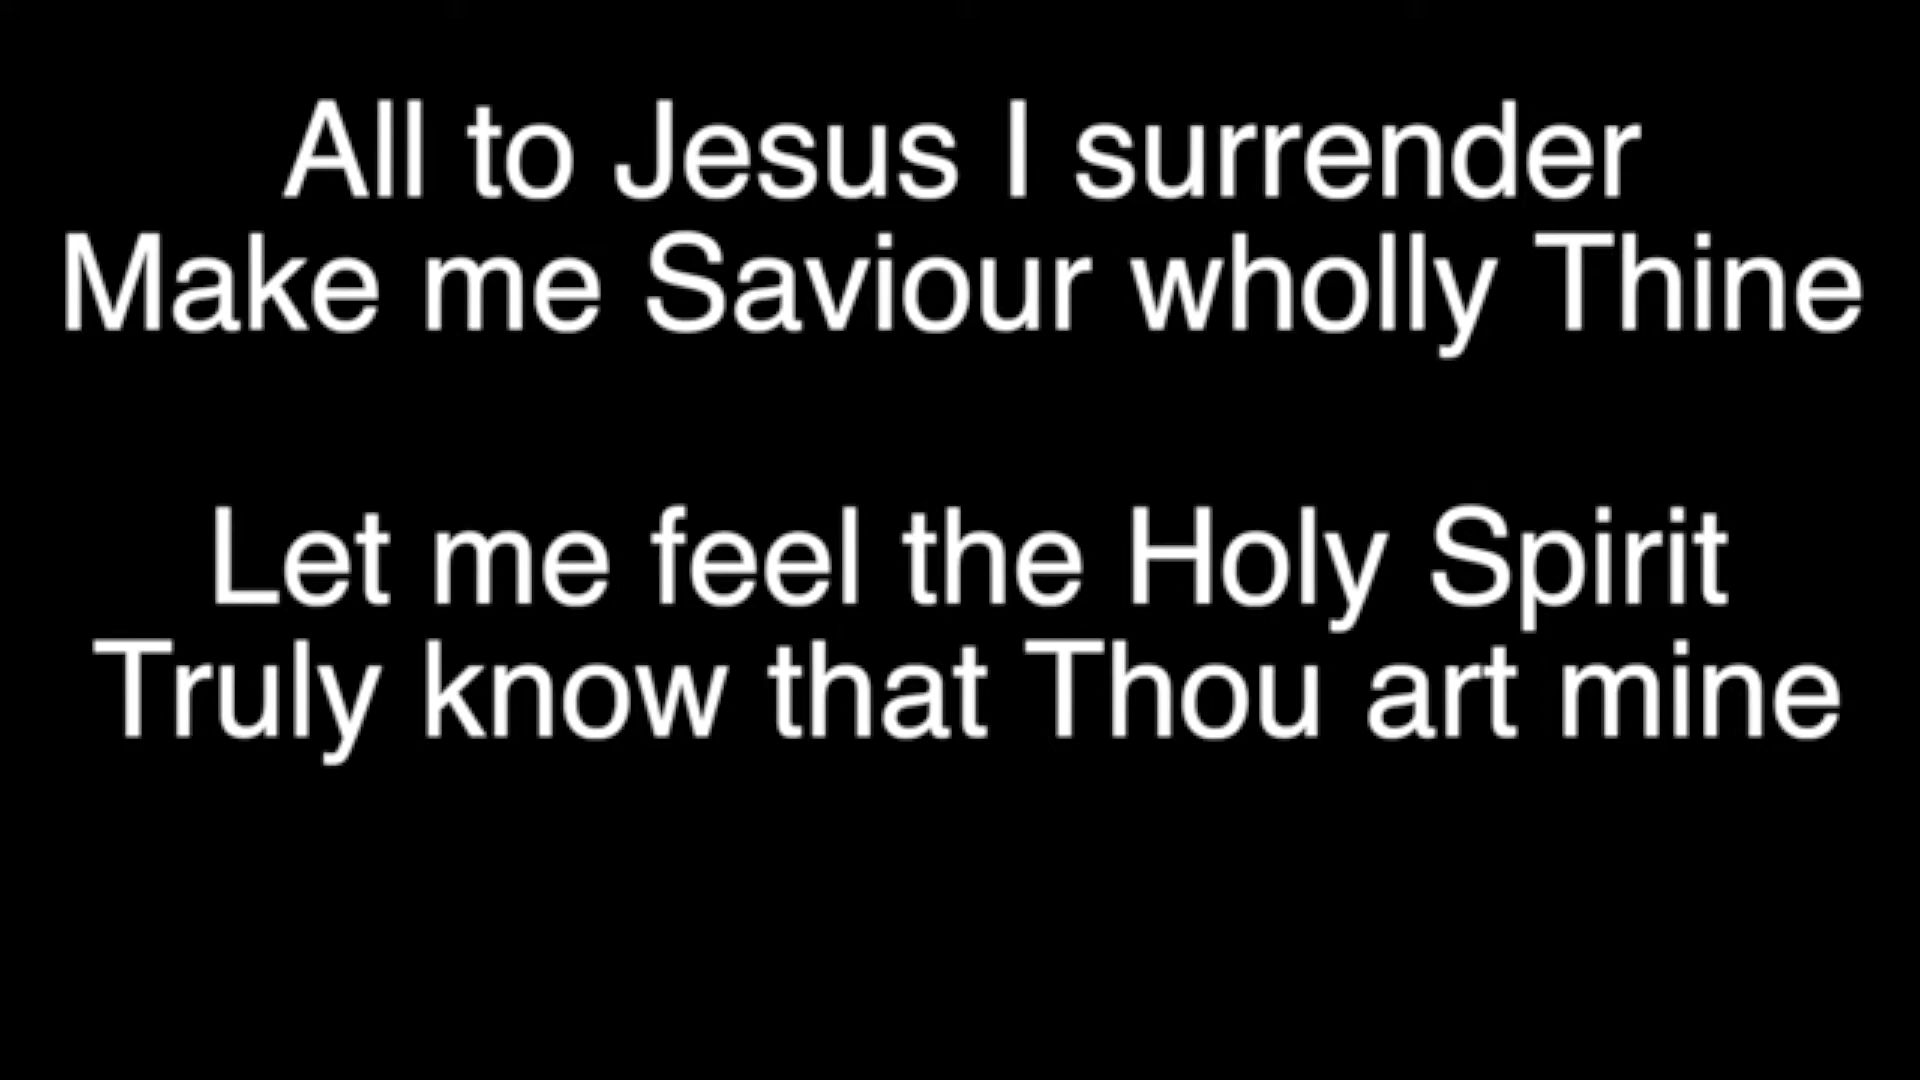 All to Jesus I surrender
Make me Saviour wholly Thine
Let me feel the Holy Spirit
Truly know that Thou art mine